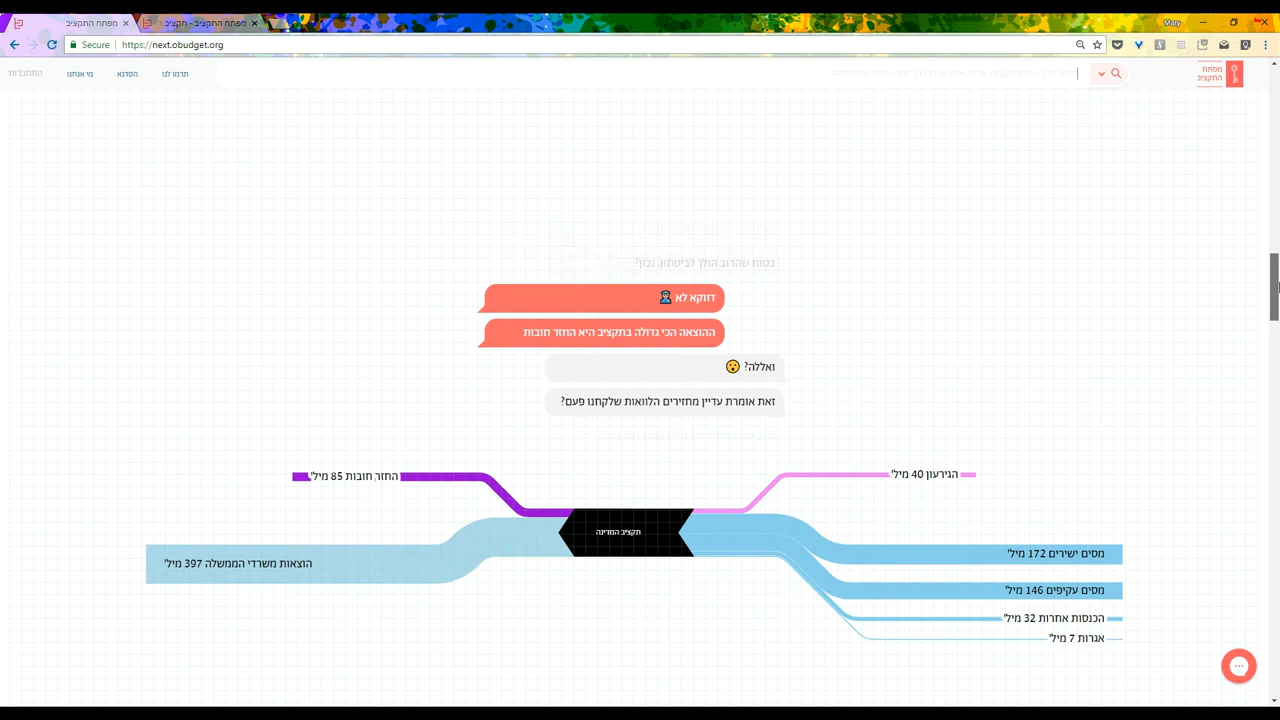 מפתח התקציב
מפתח התקציב - תקציב
Mary
Secure
https://next.obudget.org
מפתח
התקציב
תרמו לנו
הסדנא
מי אנחנו
התחברות
בטוח שהרוב הולך לביטחון, נכון?
דווקא לא
ההוצאה הכי גדולה בתקציב היא החזר חובות
ואללה? 😮
זאת אומרת עדיין מחזירים הלוואות שלקחנו פעם?
הגירעון 40 מיל'
החזר חובות 85 מיל'
תקציב המדינה
מסים ישירים 172 מיל'
הוצאות משרדי הממשלה 397 מיל'
מסים עקיפים 146 מיל'
הכנסות אחרות 32 מיל'
אגרות 7 מיל'